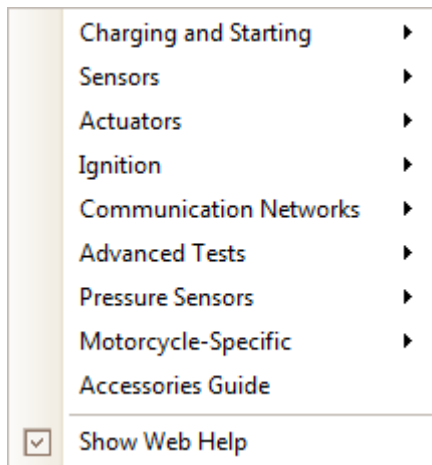 Charging and Starting
Sensors
Actuators
Ignition
Communication Networks
Advanced Tests
Pressure Sensors
Motorcycle-Specific
Accessories Guide
Show Web Help